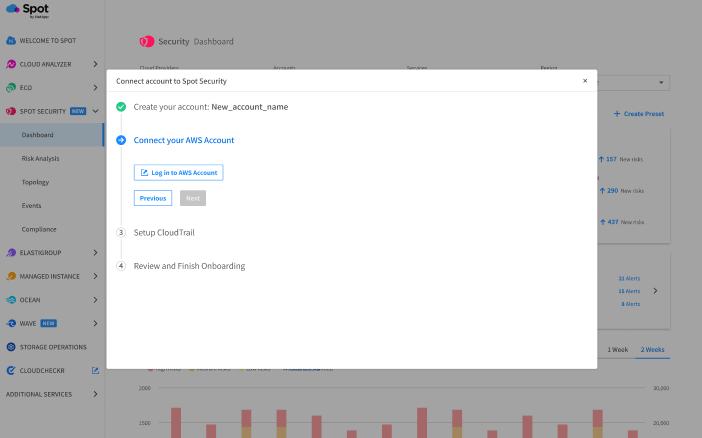 Spot
by NetApp
WELCOME TO SPOT
CLOUD ANALYZER
ECO
SPOT SECURITY NEW
Dashboard
Risk Analysis
Topology
Events
Compliance
ELASTIGROUP
MANAGED INSTANCE
OCEAN
WAVE NEW
STORAGE OPERATIONS
CLOUDCHECKR
ADDITIONAL SERVICES
Security Dashboard
Cloud Providers Accounts Services Region
Connect account to Spot Security ×
Create your account: New_account_name
Connect your AWS Account
Log in to AWS Account
Previous Next
3 Setup CloudTrail
4 Review and Finish Onboarding
+ Create Preset
157 New risks
290 New risks
437 New risks
Alerts
Alerts
8 Alerts
1 Week 2 Weeks
2000 30,000
1500 20,000